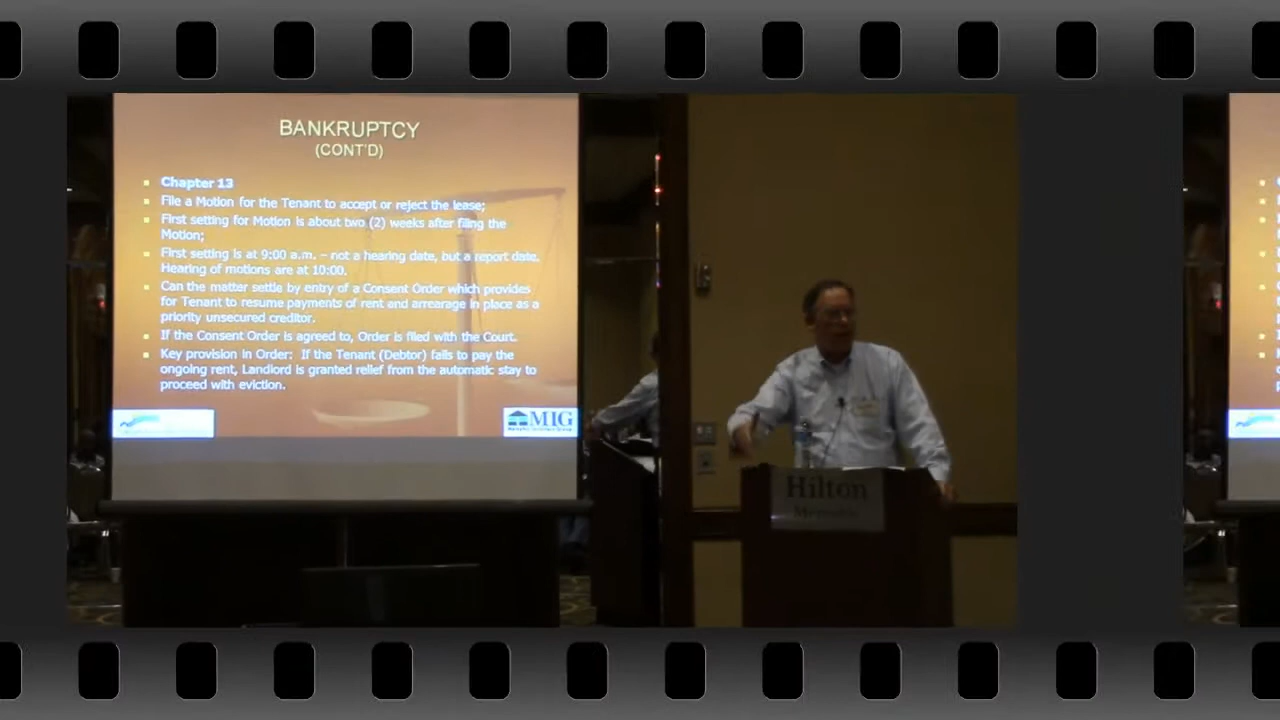 BANKRUPTCY
(CONT'D)
Chapter 13
File a Motion for the Tenant to accept or reject the lease;
First setting for Motion is about two (2) weeks after filing the
Motion;
First setting is at 9:00 a.m. – not a hearing date, but a report date.
Hearing of motions are at 10:00.
Can the matter settle by entry of a Consent Order which provides
for Tenant to resume payments of rent and arrearage in place as a
priority unsecured creditor.
If the Consent Order is agreed to, Order is filed with the Court.
Key provision in Order: If the Tenant (Debtor) fails to pay the
ongoing rent, Landlord is granted relief from the automatic stay to
proceed with eviction.
MIG
Memphis Investors Group
Hilton
Memphis